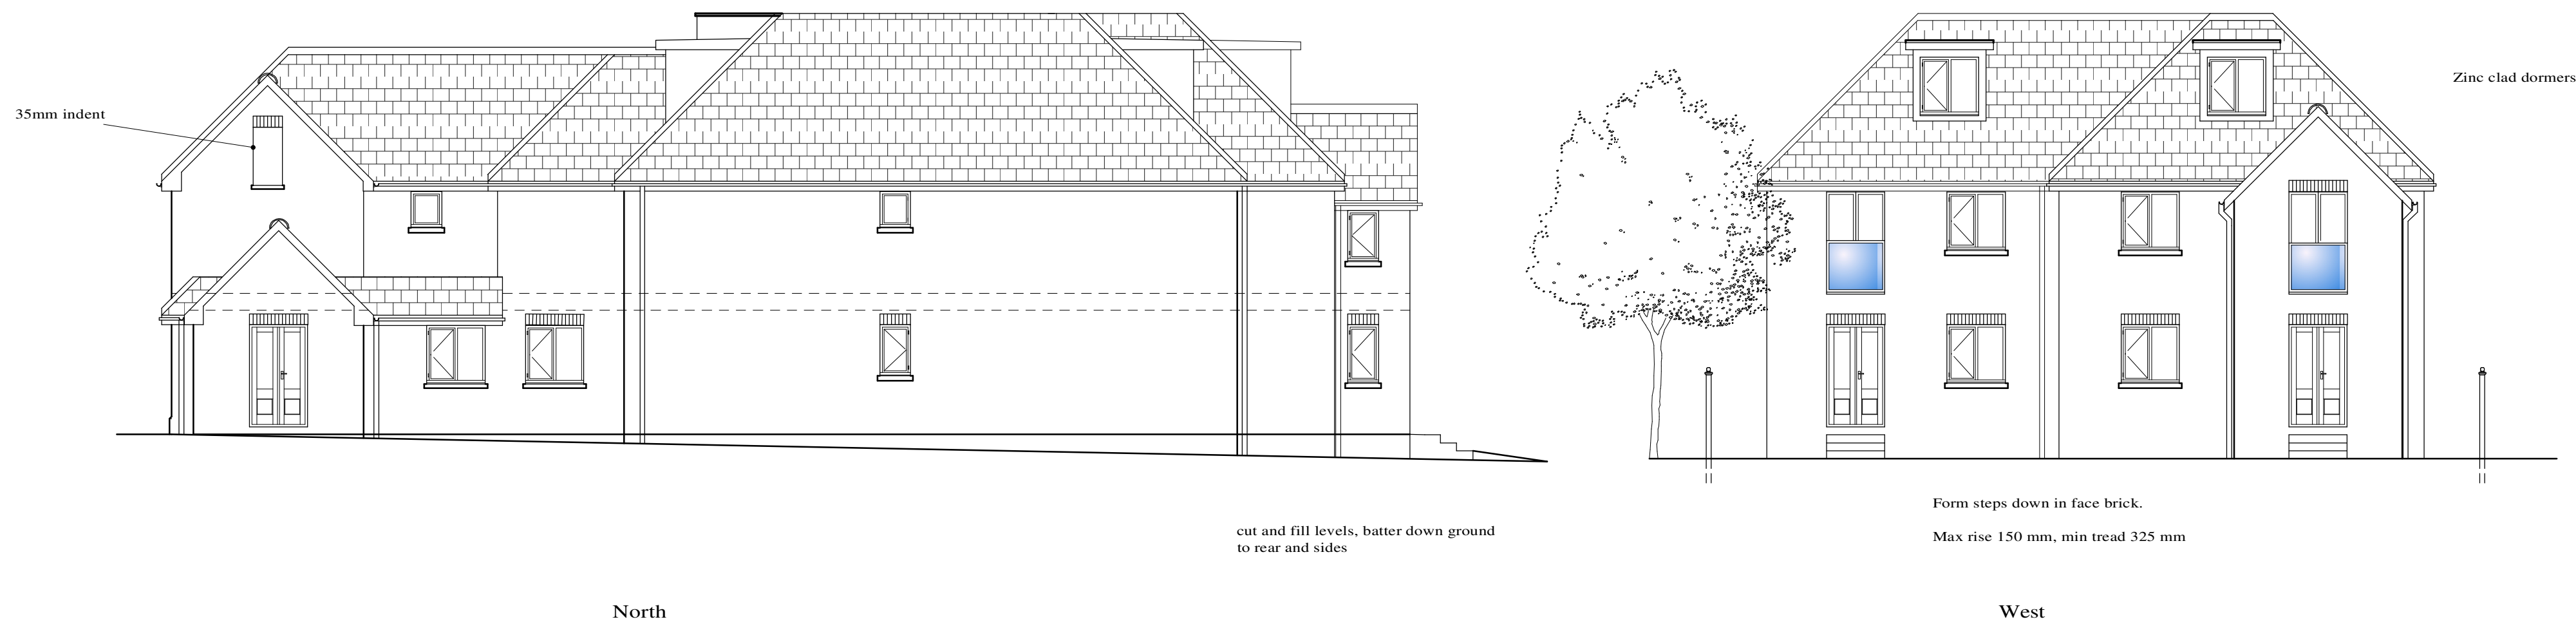 35mm indent
Zinc clad dormers
Form steps down in face brick.
Max rise 150 mm, min tread 325 mm
cut and fill levels, batter down ground
to rear and sides
North
West